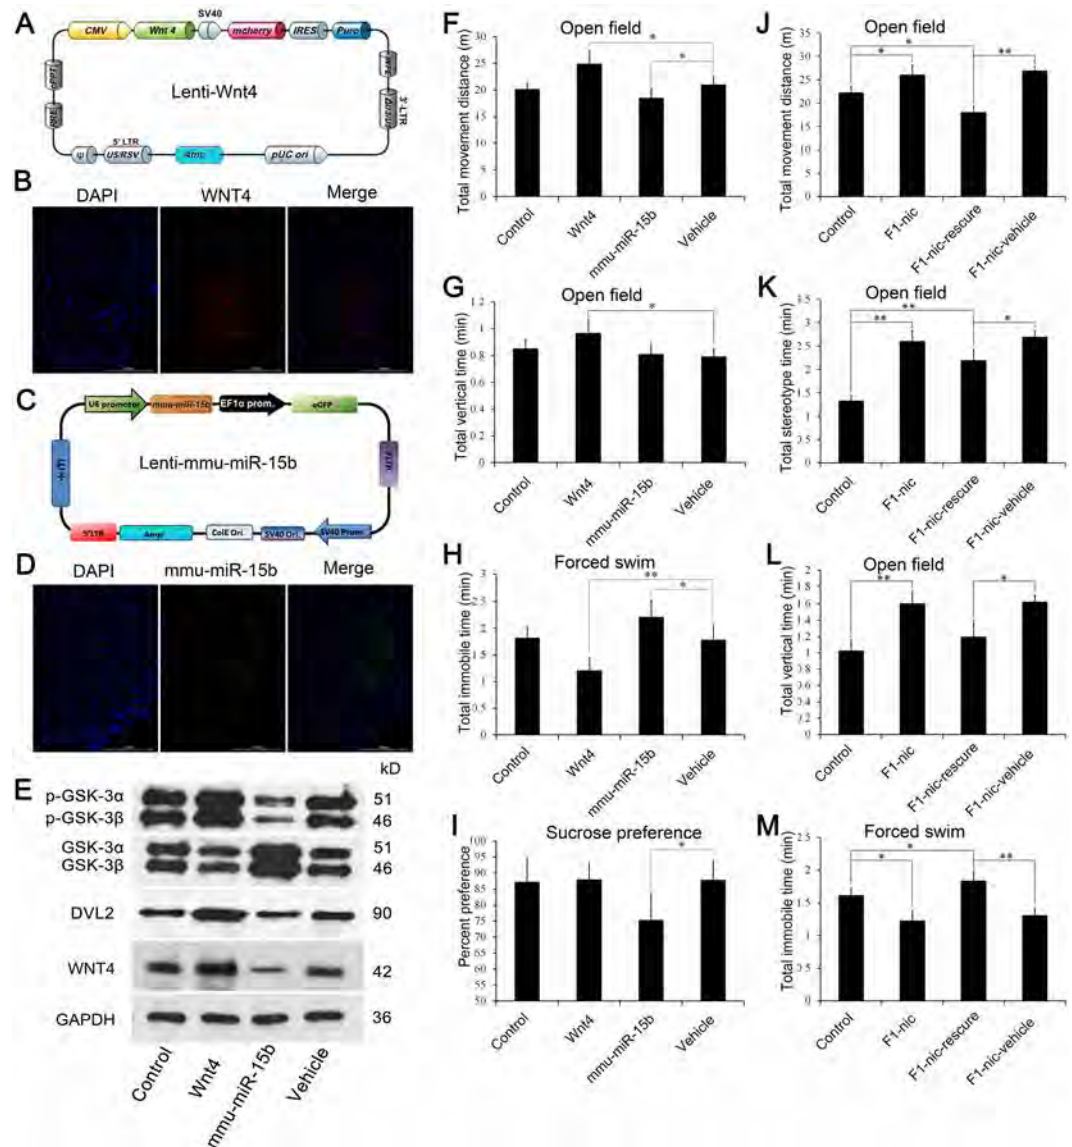 A
SV40
CMV
Wnt 4
mcherry
IRES
Puro
WPE
cPPT
RRE
Lenti-Wnt4
ΔU3/U5
3' LTR
5' LTR
Ψ
U5/RSV
Amp
pUC ori
B
DAPI
WNT4
Merge
C
U6 promotor
mmu-miR-15b
EF1α prom.
eGFP
Lenti-mmu-miR-15b
5'LTR
Ampr
ColE Ori
SV40 Ori
SV40 Prom
D
DAPI
mmu-miR-15b
Merge
E
kD
p-GSK-3α
51
p-GSK-3β
46
GSK-3α
51
GSK-3β
46
DVL2
90
WNT4
42
GAPDH
36
Control
Wnt4
mmu-miR-15b
Vehicle
F
Open field
Total movement distance (m)
30
25
20
15
10
5
0
*
*
Control
Wnt4
mmu-miR-15b
Vehicle
G
Open field
Total vertical time (min)
1.2
1
0.8
0.6
0.4
0.2
0
*
Control
Wnt4
mmu-miR-15b
Vehicle
H
Forced swim
Total immobile time (min)
3
2
1
0
**
*
Control
Wnt4
mmu-miR-15b
Vehicle
I
Sucrose preference
Percent preference
100
95
90
85
80
75
70
65
60
55
50
*
Control
Wnt4
mmu-miR-15b
Vehicle
J
Open field
Total movement distance (m)
35
30
25
20
15
10
5
0
*
*
**
Control
F1-nic
F1-nic-rescure
F1-nic-vehicle
K
Open field
Total stereotype time (min)
3
2.5
2
1.5
1
0.5
0
**
**
*
Control
F1-nic
F1-nic-rescure
F1-nic-vehicle
L
Open field
Total vertical time (min)
2
1.8
1.6
1.4
1.2
1
0.8
0.6
0.4
0.2
0
**
*
Control
F1-nic
F1-nic-rescure
F1-nic-vehicle
M
Forced swim
Total immobile time (min)
2
1.5
1
0.5
0
*
*
**
Control
F1-nic
F1-nic-rescure
F1-nic-vehicle